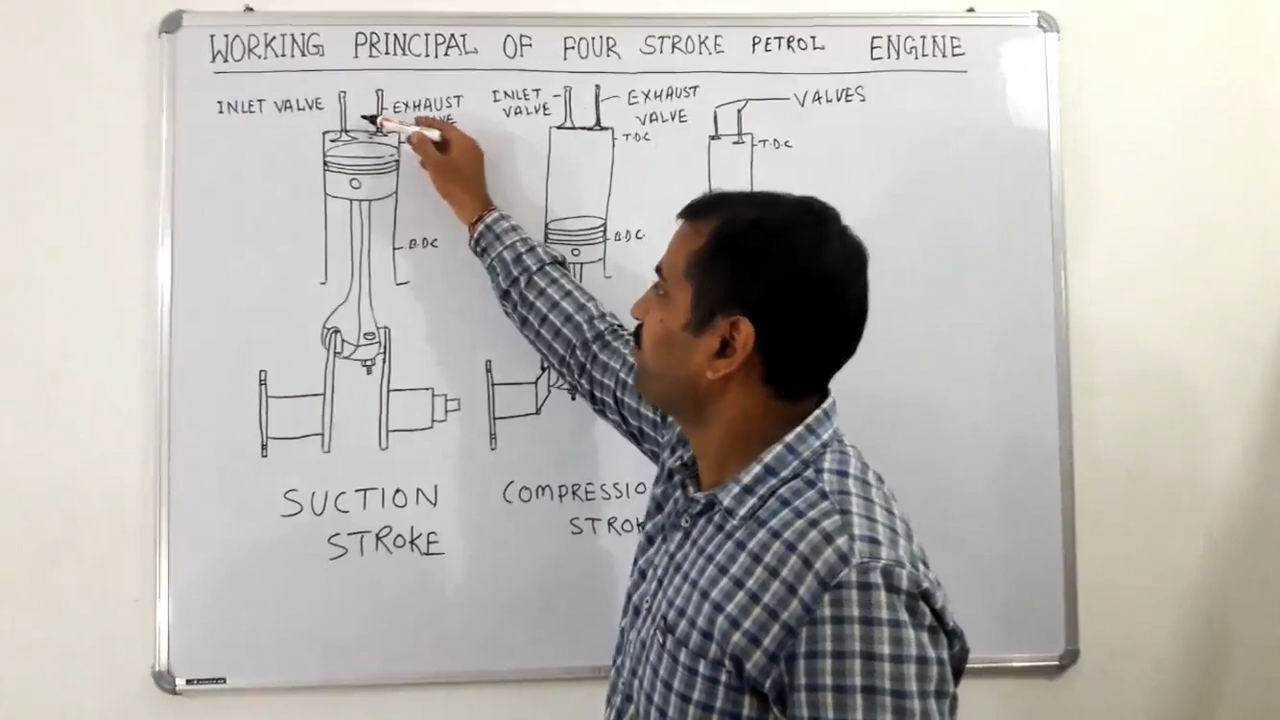 WORKING PRINCIPAL OF FOUR STROKE PETROL ENGINE
INLET VALVE
EXHAUST
B.D.C
SUCTION
STROKE
INLET
VALVE
EXHAUST
VALVE
T.D.C
B.D.C.
COMPRESSIO
STROK
VALVES
T.D.C